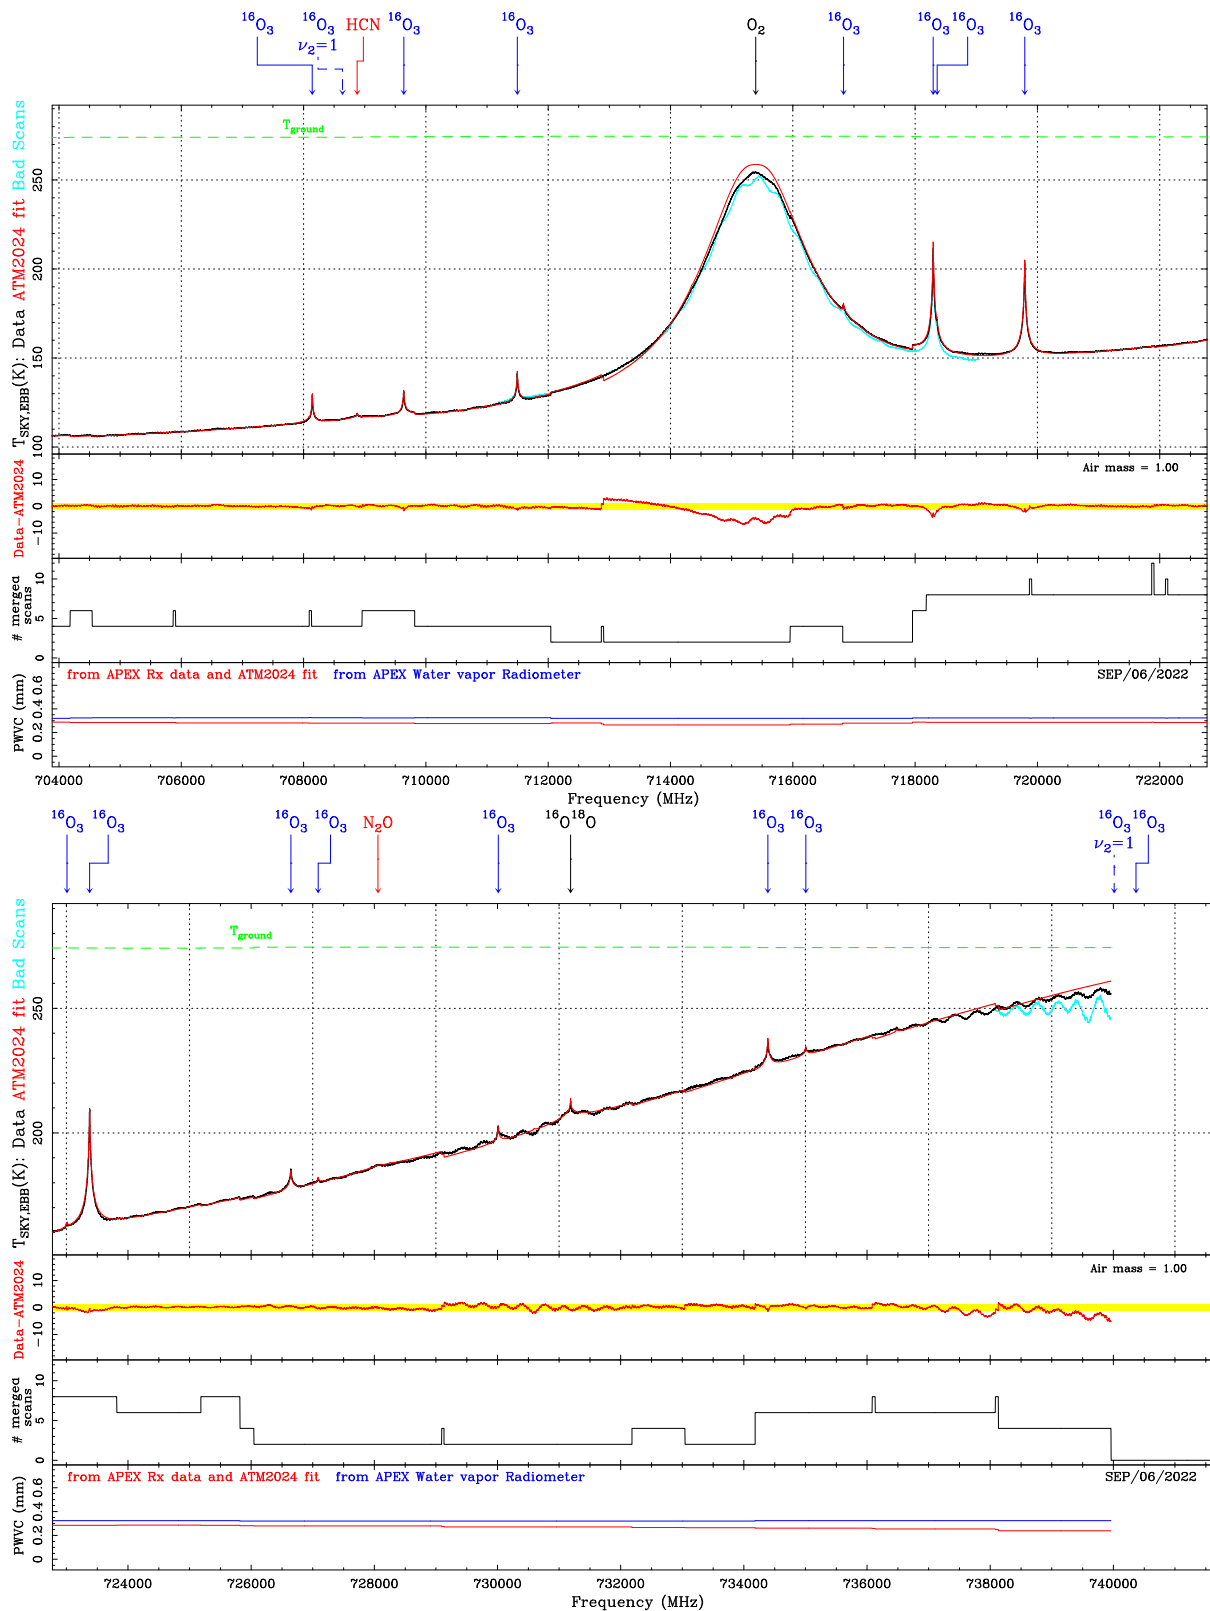 16O3 16O3 HCN 16O3 16O3 O2 16O3 16O3 16O3 16O3
ν2=1
TSKY,EBB(K): Data ATM2024 fit Bad Scans
Tground
250
200
150
100
Data-ATM2024
Air mass = 1.00
10
0
-10
# merged
scans
10
5
0
PWVC (mm)
from APEX Rx data and ATM2024 fit from APEX Water vapor Radiometer SEP/06/2022
0.6
0.4
0.2
0
704000 706000 708000 710000 712000 714000 716000 718000 720000 722000
Frequency (MHz)
16O3 16O3 16O3 16O3 N2O 16O3 16O18O 16O3 16O3 16O3 16O3
ν2=1
TSKY,EBB(K): Data ATM2024 fit Bad Scans
Tground
250
200
Data-ATM2024
Air mass = 1.00
10
0
-10
# merged
scans
10
5
0
PWVC (mm)
from APEX Rx data and ATM2024 fit from APEX Water vapor Radiometer SEP/06/2022
0.6
0.4
0.2
0
724000 726000 728000 730000 732000 734000 736000 738000 740000
Frequency (MHz)